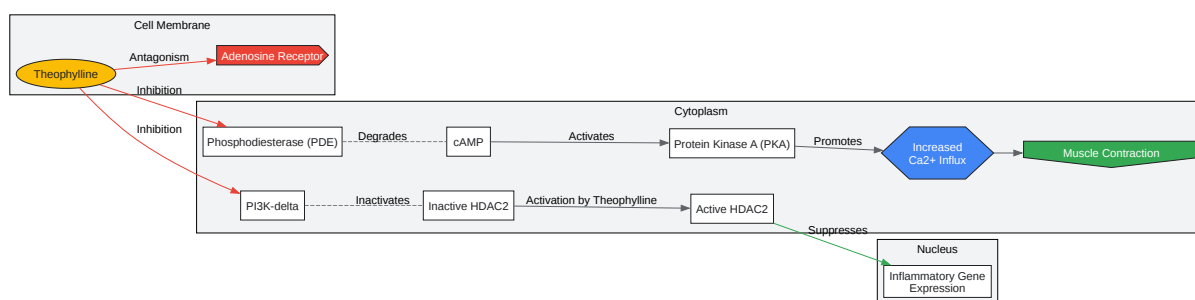 Cell Membrane
Theophylline
Antagonism
Adenosine Receptor
Inhibition
Inhibition
Cytoplasm
Phosphodiesterase (PDE)
Degrades
cAMP
Activates
Protein Kinase A (PKA)
Promotes
Increased
Ca2+ Influx
Muscle Contraction
PI3K-delta
Inactivates
Inactive HDAC2
Activation by Theophylline
Active HDAC2
Suppresses
Nucleus
Inflammatory Gene
Expression